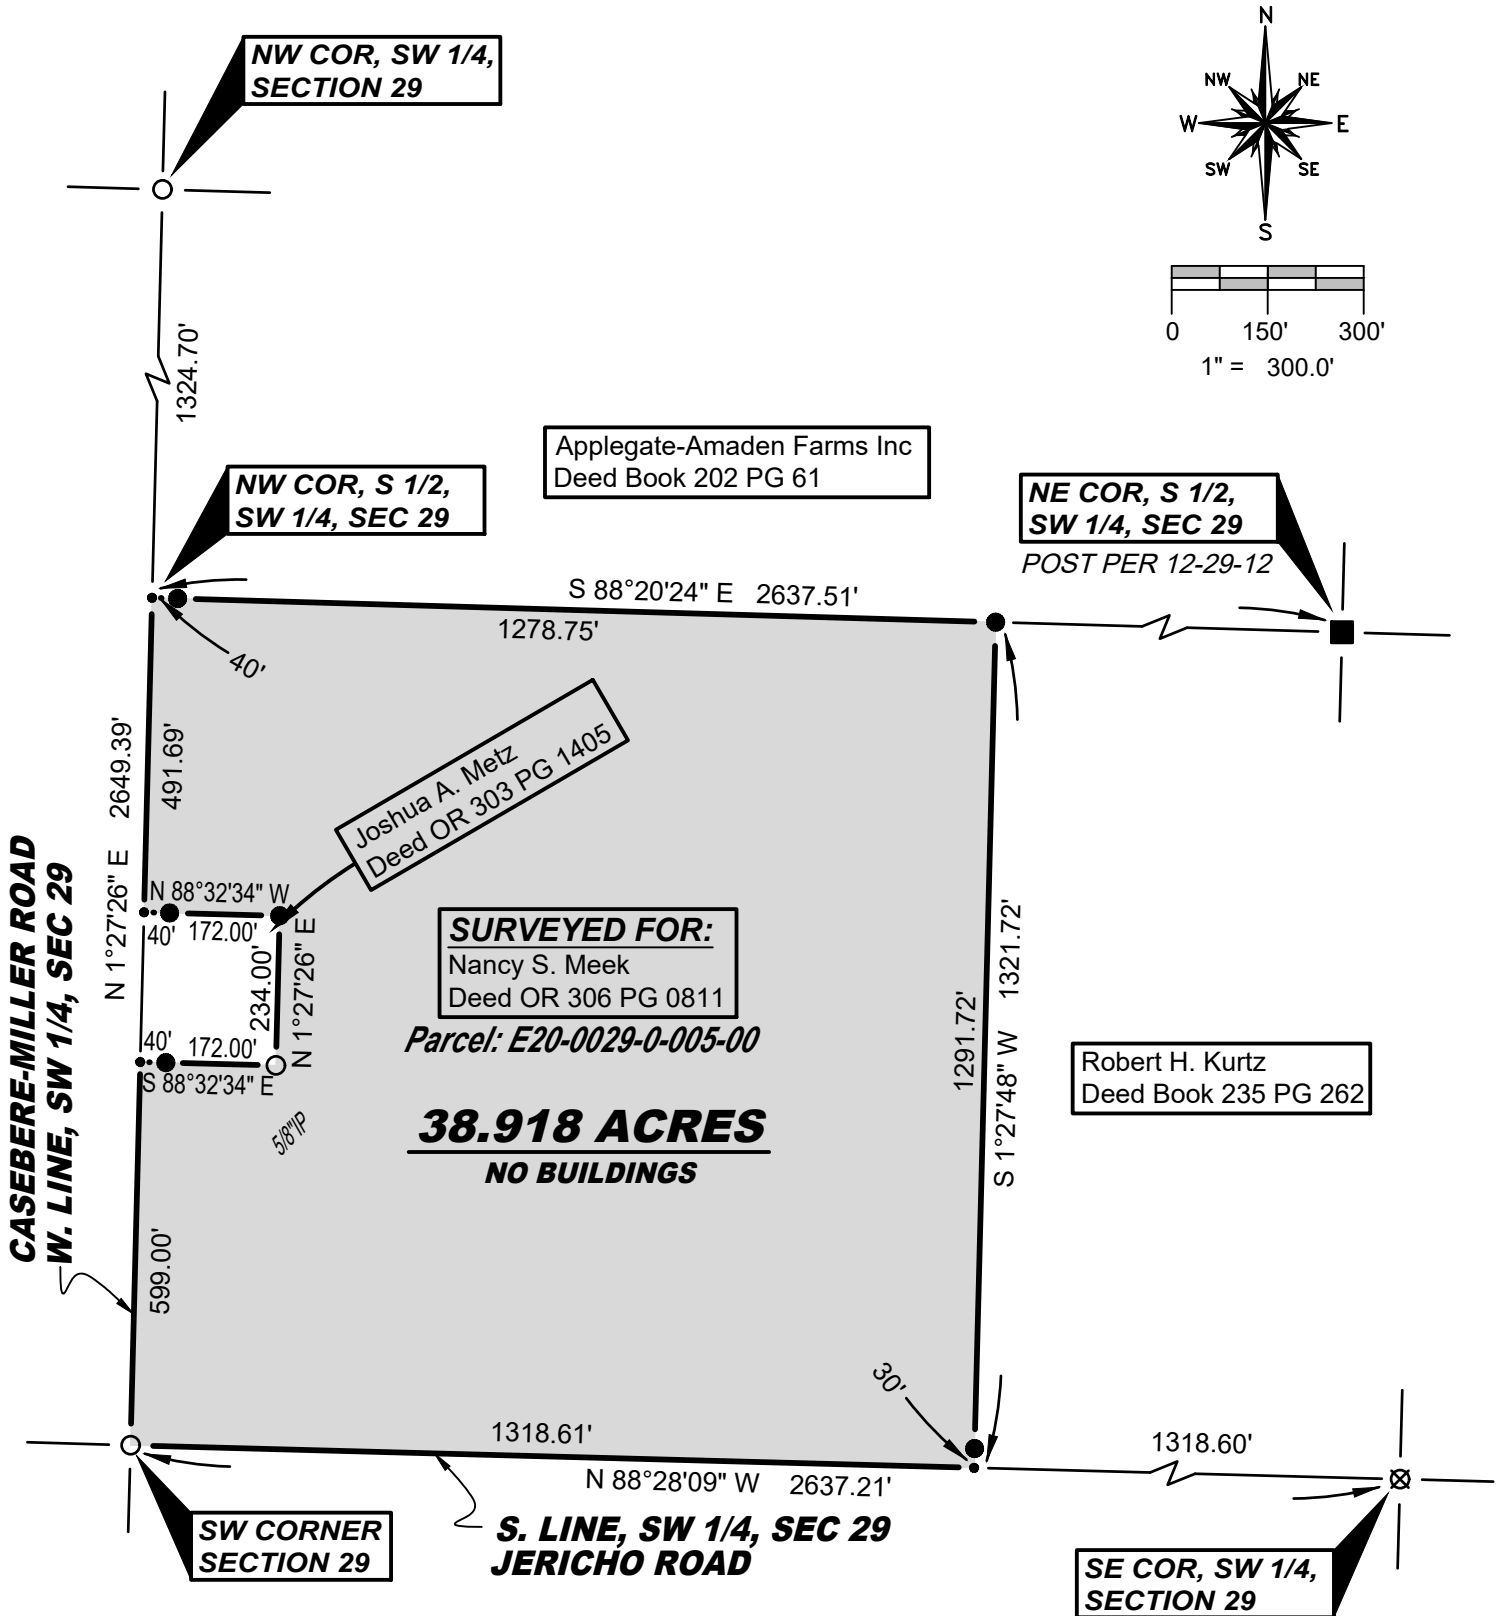 NW COR, SW 1/4,
SECTION 29
N
NW
NE
W
E
SW
SE
S
0
150'
300'
1" = 300.0'
1324.70'
Applegate-Amaden Farms Inc
Deed Book 202 PG 61
NW COR, S 1/2,
SW 1/4, SEC 29
NE COR, S 1/2,
SW 1/4, SEC 29
POST PER 12-29-12
S 88°20'24" E 2637.51'
1278.75'
40'
N 1°27'26" E 2649.39'
491.69'
Joshua A. Metz
Deed OR 303 PG 1405
CASEBERE-MILLER ROAD
W. LINE, SW 1/4, SEC 29
N 88°32'34" W
40'
172.00'
234.00'
N 1°27'26" E
40'
172.00'
S 88°32'34" E
5/8"IP
SURVEYED FOR:
Nancy S. Meek
Deed OR 306 PG 0811
Parcel: E20-0029-0-005-00
38.918 ACRES
NO BUILDINGS
1291.72'
S 1°27'48" W 1321.72'
Robert H. Kurtz
Deed Book 235 PG 262
599.00'
30'
1318.61'
N 88°28'09" W 2637.21'
1318.60'
SW CORNER
SECTION 29
S. LINE, SW 1/4, SEC 29
JERICHO ROAD
SE COR, SW 1/4,
SECTION 29